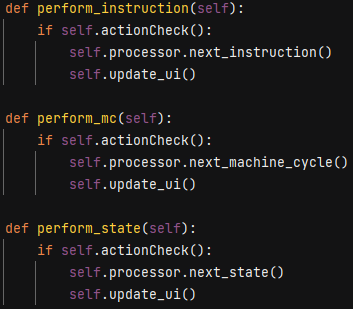 def perform_instruction(self):
    if self.actionCheck():
        self.processor.next_instruction()
        self.update_ui()

def perform_mc(self):
    if self.actionCheck():
        self.processor.next_machine_cycle()
        self.update_ui()

def perform_state(self):
    if self.actionCheck():
        self.processor.next_state()
        self.update_ui()